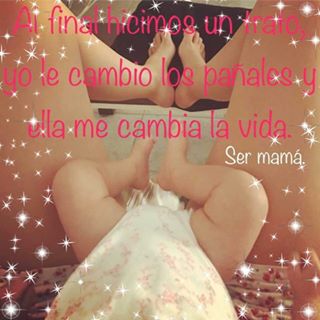 Al final hicimos un trato,
yo le cambio los pañales y
ella me cambia la vida.
Ser mamá.